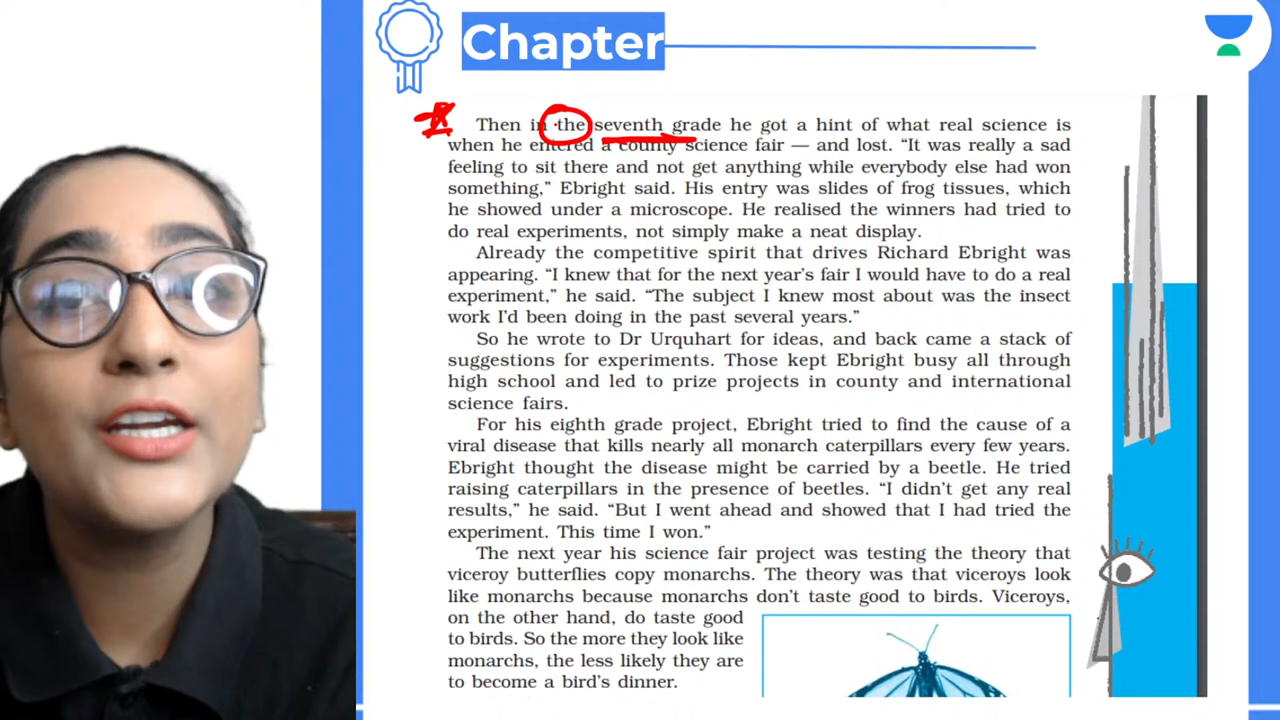 Chapter
Then in the seventh grade he got a hint of what real science is
when he entered a county science fair — and lost. “It was really a sad
feeling to sit there and not get anything while everybody else had won
something,” Ebright said. His entry was slides of frog tissues, which
he showed under a microscope. He realised the winners had tried to
do real experiments, not simply make a neat display.
Already the competitive spirit that drives Richard Ebright was
appearing. “I knew that for the next year’s fair I would have to do a real
experiment,” he said. “The subject I knew most about was the insect
work I’d been doing in the past several years.”
So he wrote to Dr Urquhart for ideas, and back came a stack of
suggestions for experiments. Those kept Ebright busy all through
high school and led to prize projects in county and international
science fairs.
For his eighth grade project, Ebright tried to find the cause of a
viral disease that kills nearly all monarch caterpillars every few years.
Ebright thought the disease might be carried by a beetle. He tried
raising caterpillars in the presence of beetles. “I didn’t get any real
results,” he said. “But I went ahead and showed that I had tried the
experiment. This time I won.”
The next year his science fair project was testing the theory that
viceroy butterflies copy monarchs. The theory was that viceroys look
like monarchs because monarchs don’t taste good to birds. Viceroys,
on the other hand, do taste good
to birds. So the more they look like
monarchs, the less likely they are
to become a bird’s dinner.